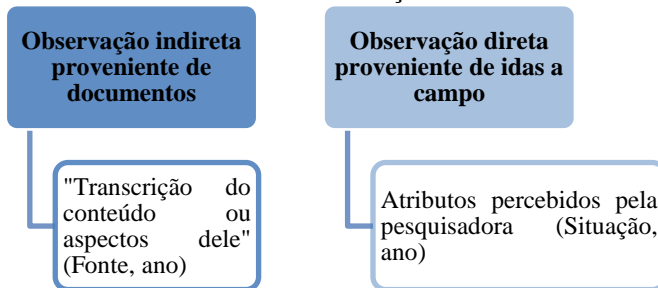 Observação indireta
proveniente de
documentos
Observação direta
proveniente de idas a
campo
"Transcrição do
conteúdo ou
aspectos dele"
(Fonte, ano)
Atributos percebidos pela
pesquisadora (Situação,
ano)